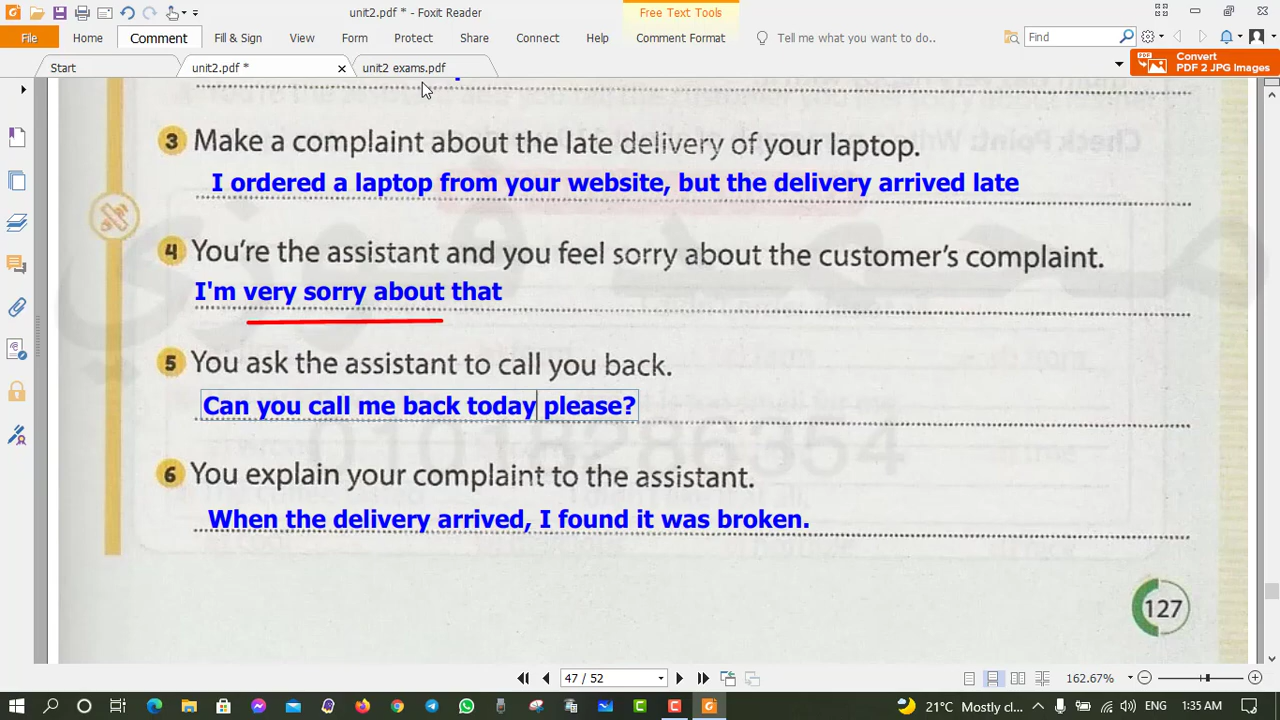 unit2.pdf * - Foxit Reader
Free Text Tools
File Home Comment Fill & Sign View Form Protect Share Connect Help Comment Format Tell me what you want to do.. Find
Start unit2.pdf * unit2 exams.pdf
Convert
PDF 2 JPG Images
3 Make a complaint about the late delivery of your laptop.
I ordered a laptop from your website, but the delivery arrived late
4 You're the assistant and you feel sorry about the customer's complaint.
I'm very sorry about that
5 You ask the assistant to call you back.
Can you call me back today please?
01018286354
6 You explain your complaint to the assistant.
When the delivery arrived, I found it was broken.
127
47 / 52 162.67%
21°C Mostly cl... ENG 1:35 AM